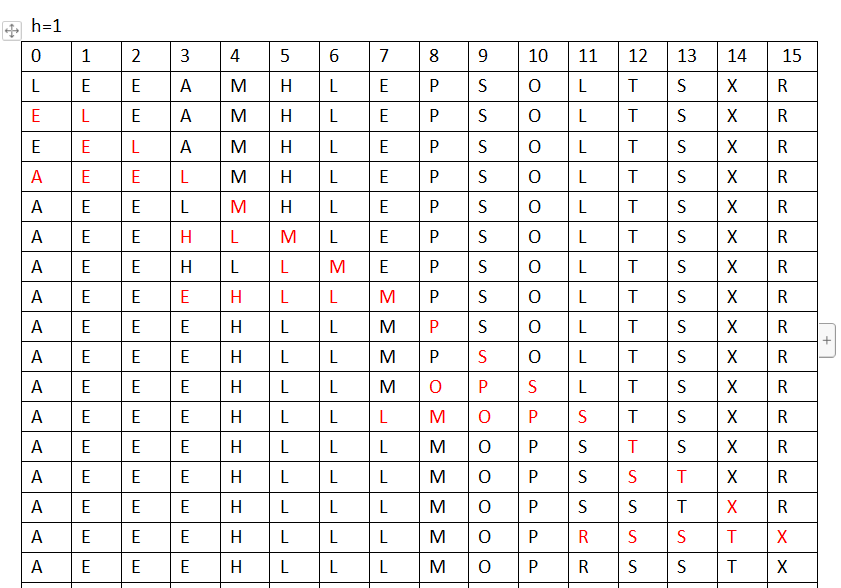 h=1
0 1 2 3 4 5 6 7 8 9 10 11 12 13 14 15
L E E A M H L E P S O L T S X R
E L E A M H L E P S O L T S X R
E E L A M H L E P S O L T S X R
A E E L M H L E P S O L T S X R
A E E L M H L E P S O L T S X R
A E E H L M L E P S O L T S X R
A E E H L L M E P S O L T S X R
A E E E H L L M P S O L T S X R
A E E E H L L M P S O L T S X R
A E E E H L L M P S O L T S X R
A E E E H L L M O P S L T S X R
A E E E H L L L M O P S T S X R
A E E E H L L L M O P S T S X R
A E E E H L L L M O P S S T X R
A E E E H L L L M O P S S T X R
A E E E H L L L M O P R S S T X
A E E E H L L L M O P R S S T X